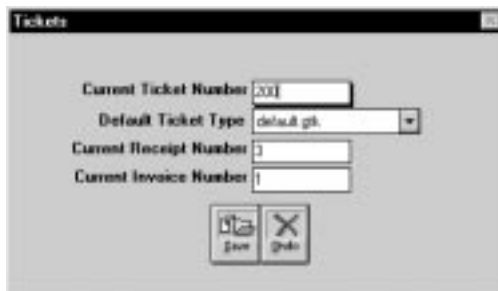 Tickets
Current Ticket Number 200
Default Ticket Type default.gtk
Current Receipt Number 3
Current Invoice Number 1
Save Undo